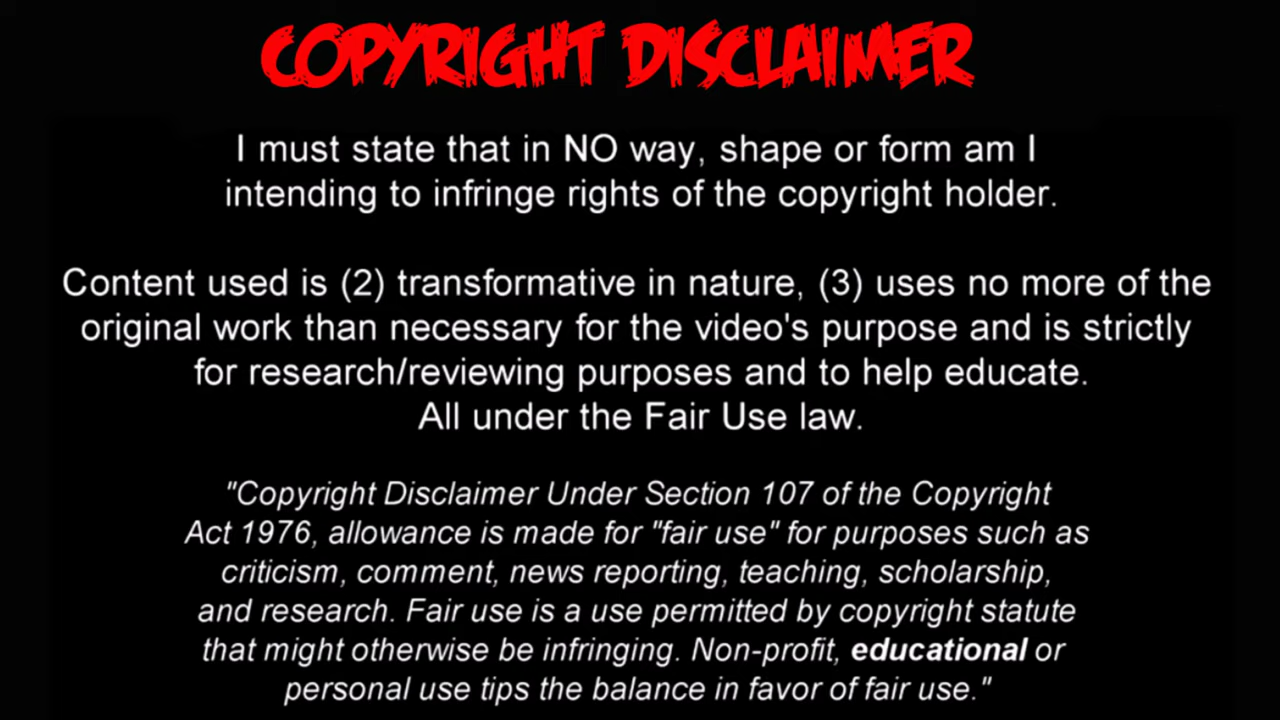 COPYRIGHT DISCLAIMER
I must state that in NO way, shape or form am I
intending to infringe rights of the copyright holder.
Content used is (2) transformative in nature, (3) uses no more of the
original work than necessary for the video's purpose and is strictly
for research/reviewing purposes and to help educate.
All under the Fair Use law.
"Copyright Disclaimer Under Section 107 of the Copyright
Act 1976, allowance is made for "fair use" for purposes such as
criticism, comment, news reporting, teaching, scholarship,
and research. Fair use is a use permitted by copyright statute
that might otherwise be infringing. Non-profit, educational or
personal use tips the balance in favor of fair use."